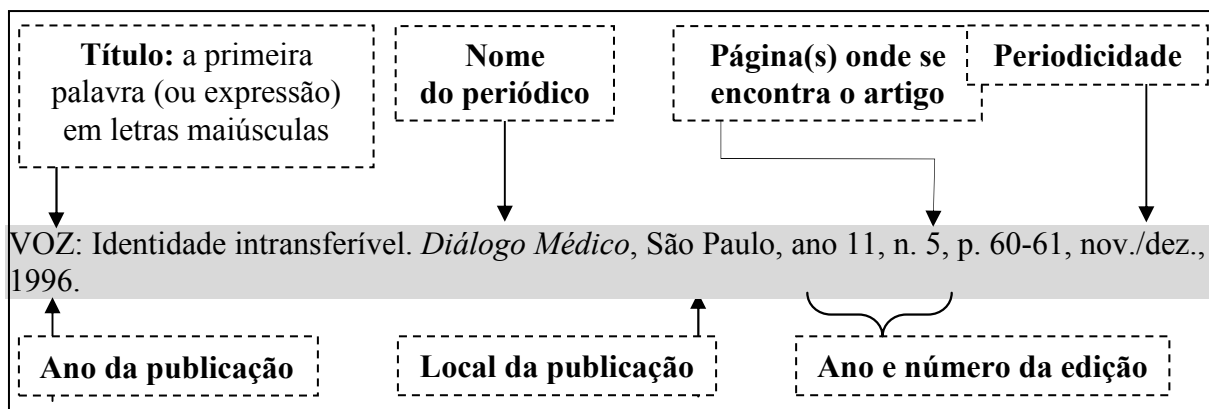 Título: a primeira
palavra (ou expressão)
em letras maiúsculas
Nome
do periódico
Página(s) onde se
encontra o artigo
Periodicidade
VOZ: Identidade intransferível. Diálogo Médico, São Paulo, ano 11, n. 5, p. 60-61, nov./dez.,
1996.
Ano da publicação
Local da publicação
Ano e número da edição